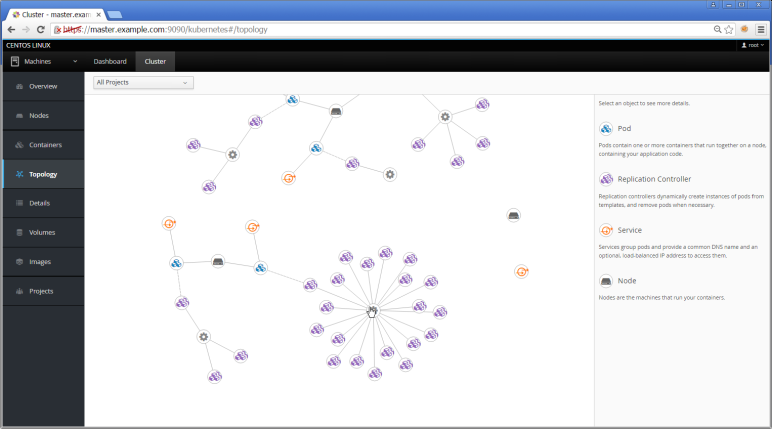 Cluster - master.exam
https://master.example.com:9090/kubernetes#/topology
CENTOS LINUX
root
Machines
Dashboard
Cluster
All Projects
Overview
Nodes
Containers
Topology
Details
Volumes
Images
Projects
Select an object to see more details.
Pod
Pods contain one or more containers that run together on a node,
containing your application code.
Replication Controller
Replication controllers dynamically create instances of pods from
templates, and remove pods when necessary.
Service
Services group pods and provide a common DNS name and an
optional, load-balanced IP address to access them.
Node
Nodes are the machines that run your containers.